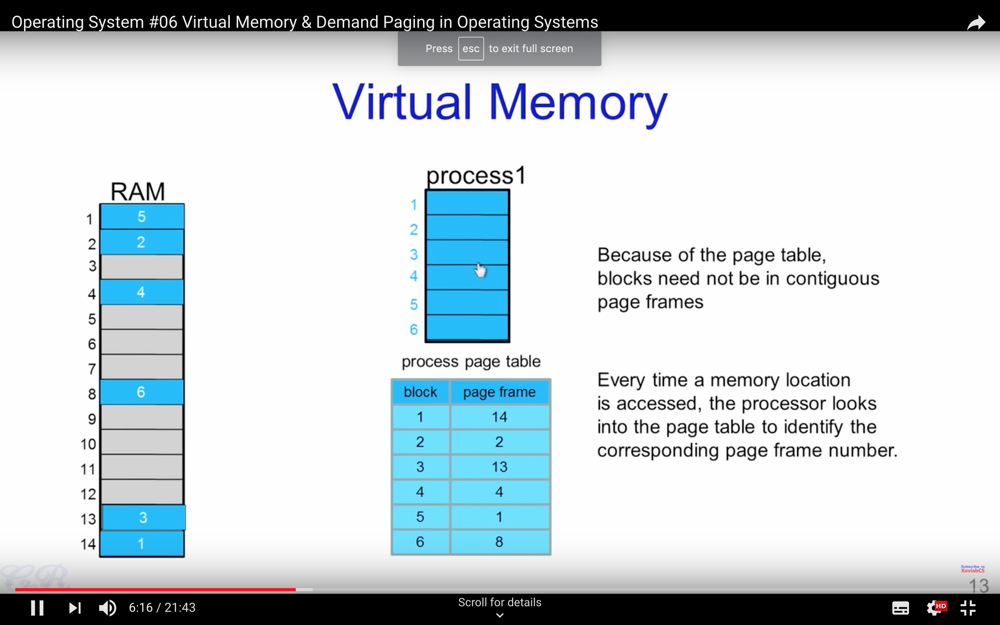 Operating System #06 Virtual Memory & Demand Paging in Operating Systems
Press esc to exit full screen
Virtual Memory
RAM
1 5
2 2
3
4 4
5
6
7
8 6
9
10
11
12
13 3
14 1
process1
1
2
3
4
5
6
process page table
block page frame
1 14
2 2
3 13
4 4
5 1
6 8
Because of the page table,
blocks need not be in contiguous
page frames
Every time a memory location
is accessed, the processor looks
into the page table to identify the
corresponding page frame number.
Subscribe to
XoviabCS
13
6:16 / 21:43
Scroll for details
HD